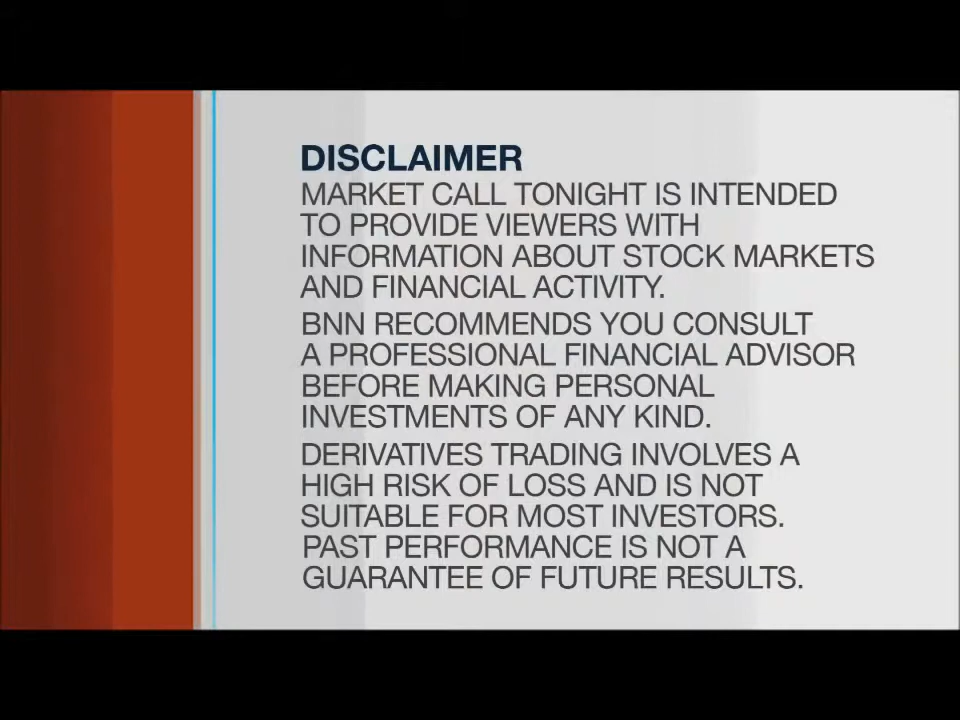 DISCLAIMER
MARKET CALL TONIGHT IS INTENDED
TO PROVIDE VIEWERS WITH
INFORMATION ABOUT STOCK MARKETS
AND FINANCIAL ACTIVITY.
BNN RECOMMENDS YOU CONSULT
A PROFESSIONAL FINANCIAL ADVISOR
BEFORE MAKING PERSONAL
INVESTMENTS OF ANY KIND.
DERIVATIVES TRADING INVOLVES A
HIGH RISK OF LOSS AND IS NOT
SUITABLE FOR MOST INVESTORS.
PAST PERFORMANCE IS NOT A
GUARANTEE OF FUTURE RESULTS.